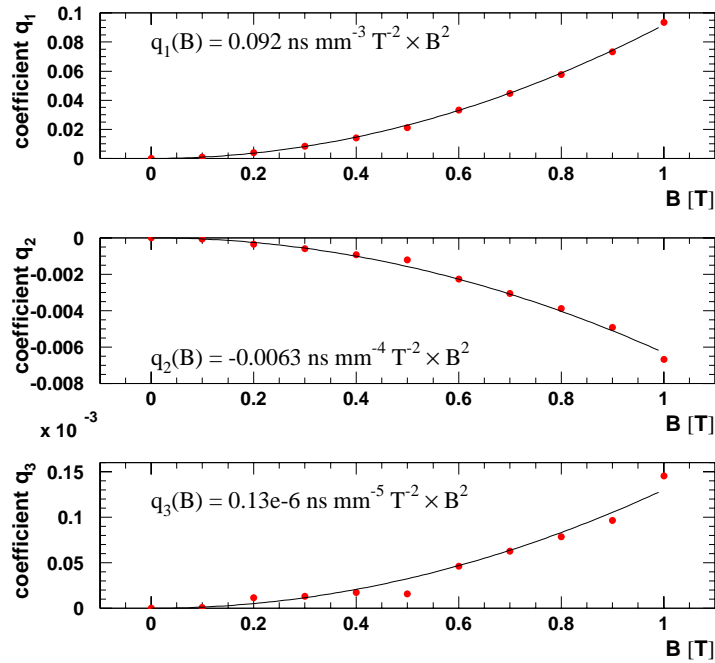 coefficient q₁
0.1
0.08
0.06
0.04
0.02
0
q₁(B) = 0.092 ns mm⁻³ T⁻² × B²
0 0.2 0.4 0.6 0.8 1
B [T]
coefficient q₂
0
-0.002
-0.004
-0.006
-0.008
q₂(B) = -0.0063 ns mm⁻⁴ T⁻² × B²
0 0.2 0.4 0.6 0.8 1
B [T]
x 10⁻³
coefficient q₃
0.15
0.1
0.05
0
q₃(B) = 0.13e-6 ns mm⁻⁵ T⁻² × B²
0 0.2 0.4 0.6 0.8 1
B [T]